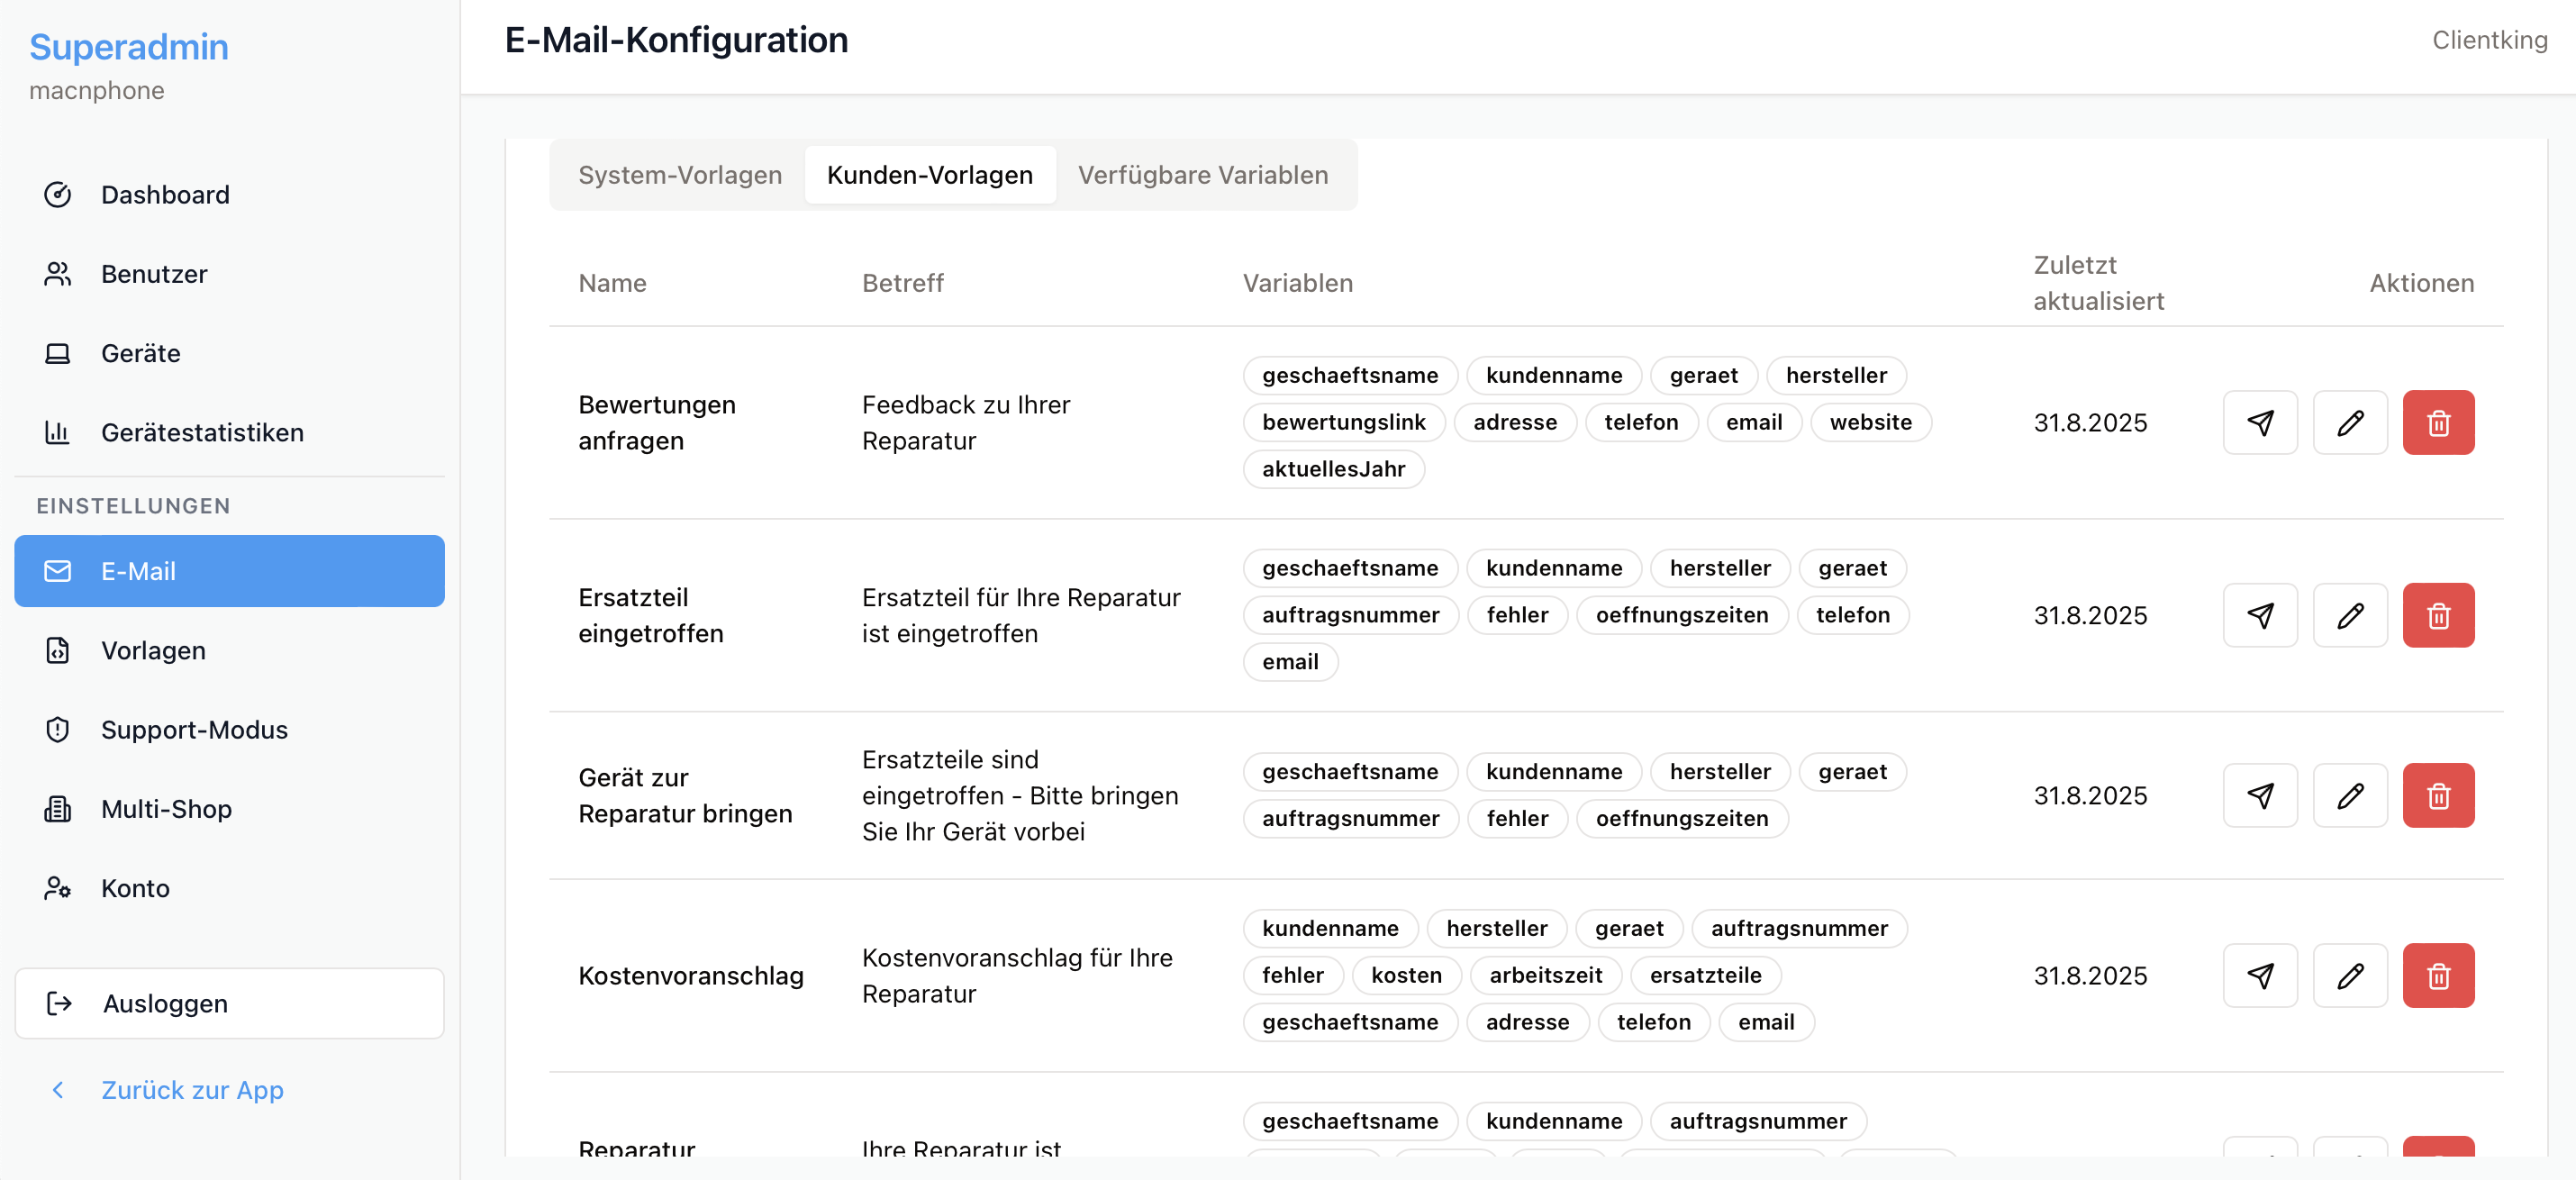 Superadmin
macnphone
Dashboard
Benutzer
Geräte
Gerätestatistiken
EINSTELLUNGEN
E-Mail
Vorlagen
Support-Modus
Multi-Shop
Konto
Ausloggen
Zurück zur App
E-Mail-Konfiguration
Clientking
System-Vorlagen Kunden-Vorlagen Verfügbare Variablen
Name Betreff Variablen Zuletzt aktualisiert Aktionen
Bewertungen
anfragen
Feedback zu Ihrer
Reparatur
geschaeftsname kundenname geraet hersteller
bewertungslink adresse telefon email website
aktuellesJahr
31.8.2025
Ersatzteil
eingetroffen
Ersatzteil für Ihre Reparatur
ist eingetroffen
geschaeftsname kundenname hersteller geraet
auftragsnummer fehler oeffnungszeiten telefon
email
31.8.2025
Gerät zur
Reparatur bringen
Ersatzteile sind
eingetroffen - Bitte bringen
Sie Ihr Gerät vorbei
geschaeftsname kundenname hersteller geraet
auftragsnummer fehler oeffnungszeiten
31.8.2025
Kostenvoranschlag
Kostenvoranschlag für Ihre
Reparatur
kundenname hersteller geraet auftragsnummer
fehler kosten arbeitszeit ersatzteile
geschaeftsname adresse telefon email
31.8.2025
Reparatur
Ihre Reparatur ist
geschaeftsname kundenname auftragsnummer